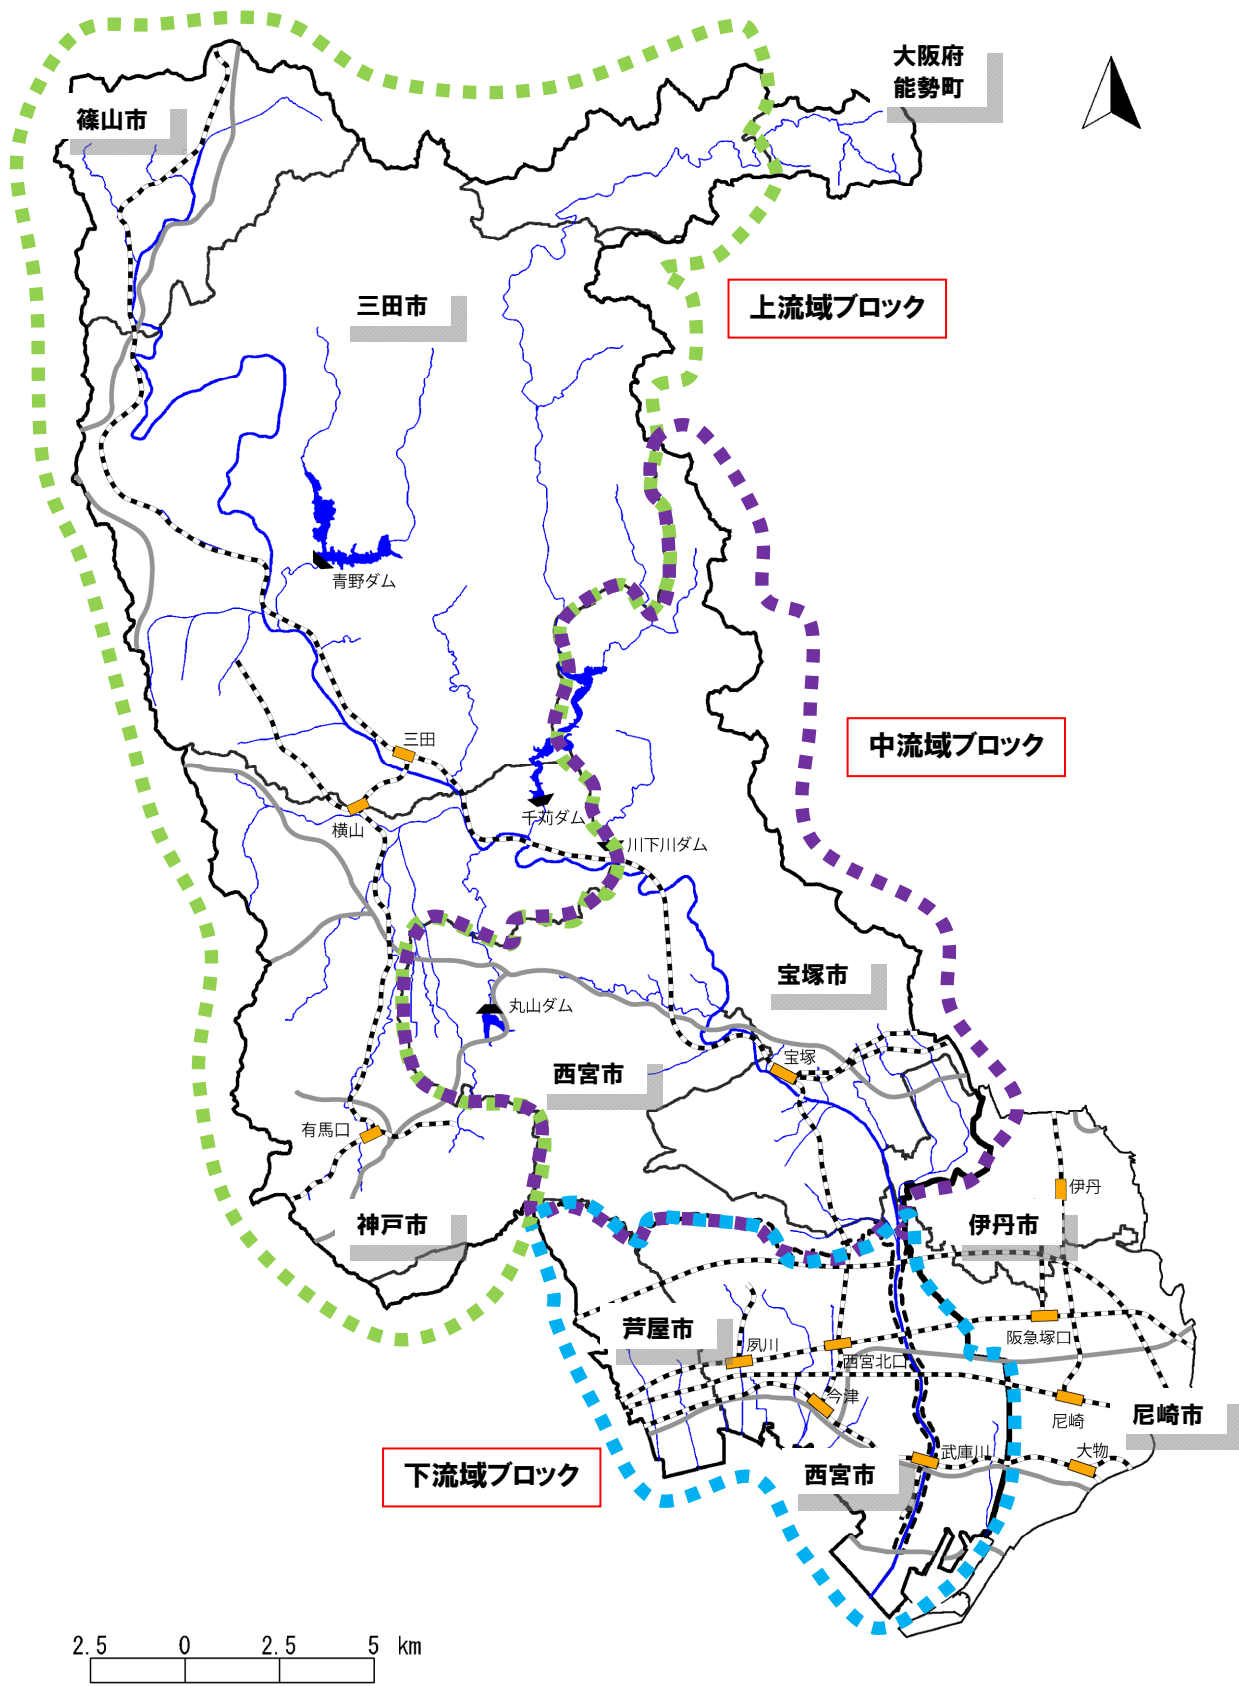 大阪府
能勢町
篠山市
三田市
上流域ブロック
青野ダム
三田
中流域ブロック
横山
千苅ダム
川下川ダム
宝塚市
丸山ダム
宝塚
西宮市
有馬口
伊丹
神戸市
伊丹市
芦屋市
夙川
西宮北口
阪急塚口
今津
尼崎
尼崎市
下流域ブロック
西宮市
武庫川
大物
2.5 0 2.5 5 km